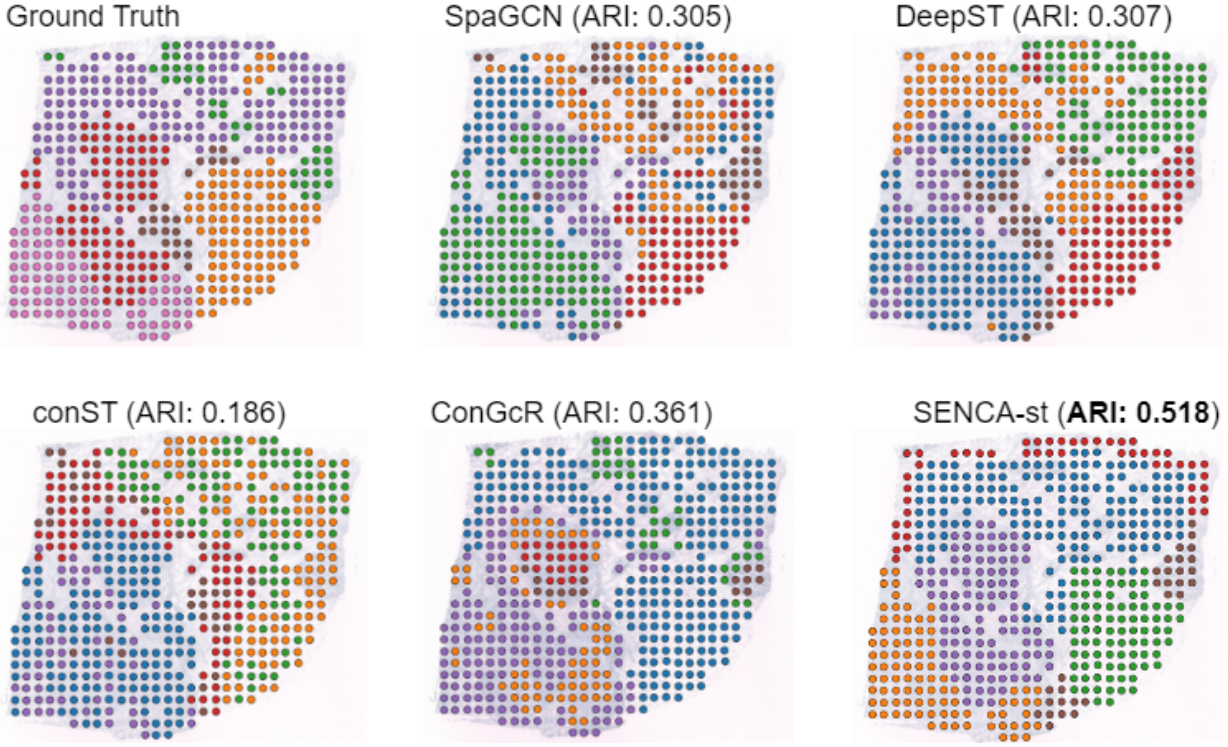 Ground Truth
SpaGCN (ARI: 0.305)
DeepST (ARI: 0.307)
conST (ARI: 0.186)
ConGcR (ARI: 0.361)
SENCA-st (ARI: 0.518)